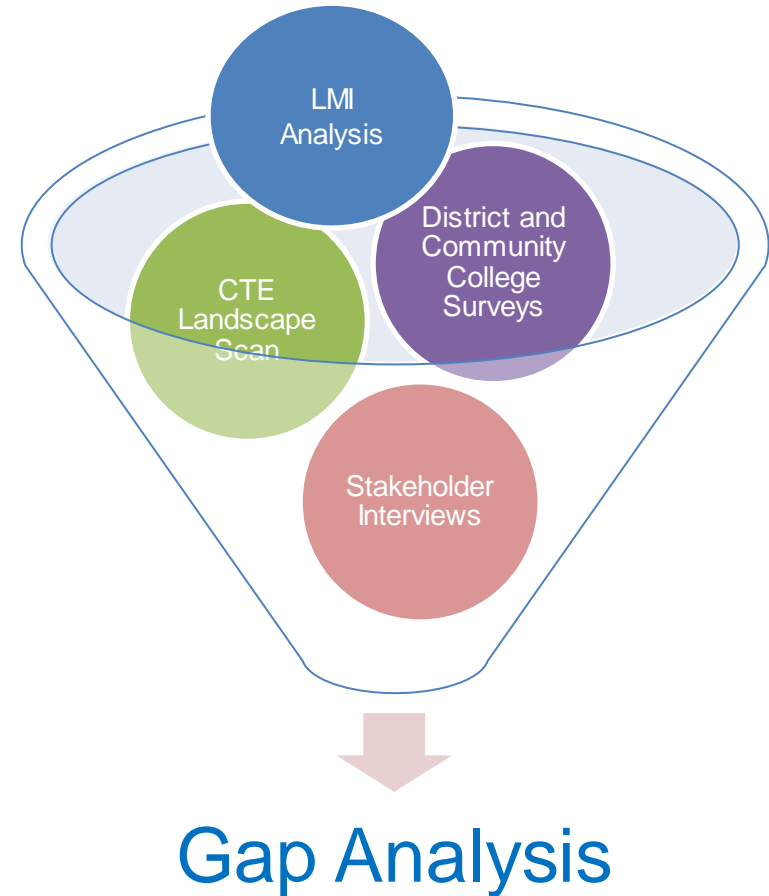 LMI
Analysis
District and
Community
College
Surveys
CTE
Landscape
Scan
Stakeholder
Interviews
Gap Analysis